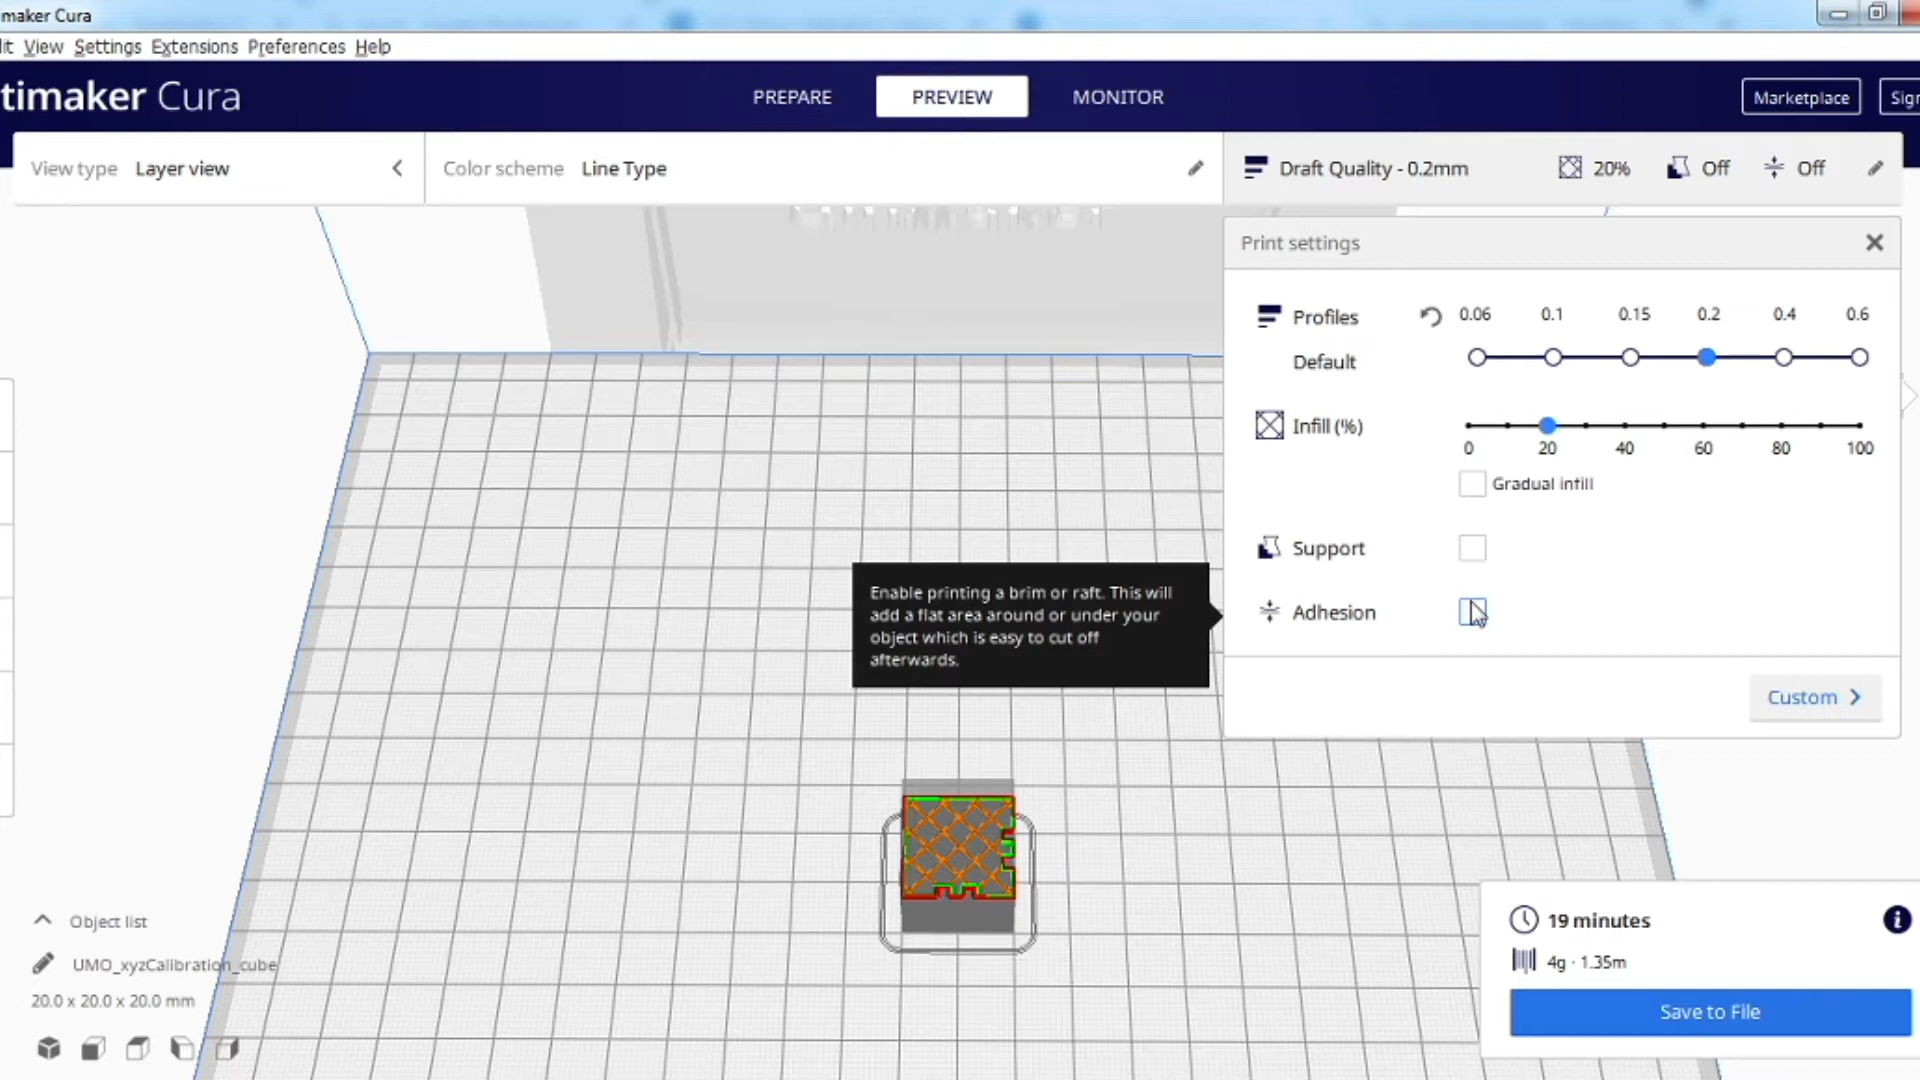 maker Cura
it View Settings Extensions Preferences Help
timaker Cura
PREPARE PREVIEW MONITOR
Marketplace Sign
View type Layer view
Color scheme Line Type
Draft Quality - 0.2mm 20% Off Off
Print settings
Profiles 0.06 0.1 0.15 0.2 0.4 0.6
Default
Infill (%)
0 20 40 60 80 100
Gradual infill
Support
Adhesion
Enable printing a brim or raft. This will
add a flat area around or under your
object which is easy to cut off
afterwards.
Custom
Object list
UMO_xyzCalibration_cube
20.0 x 20.0 x 20.0 mm
19 minutes
4g · 1.35m
Save to File